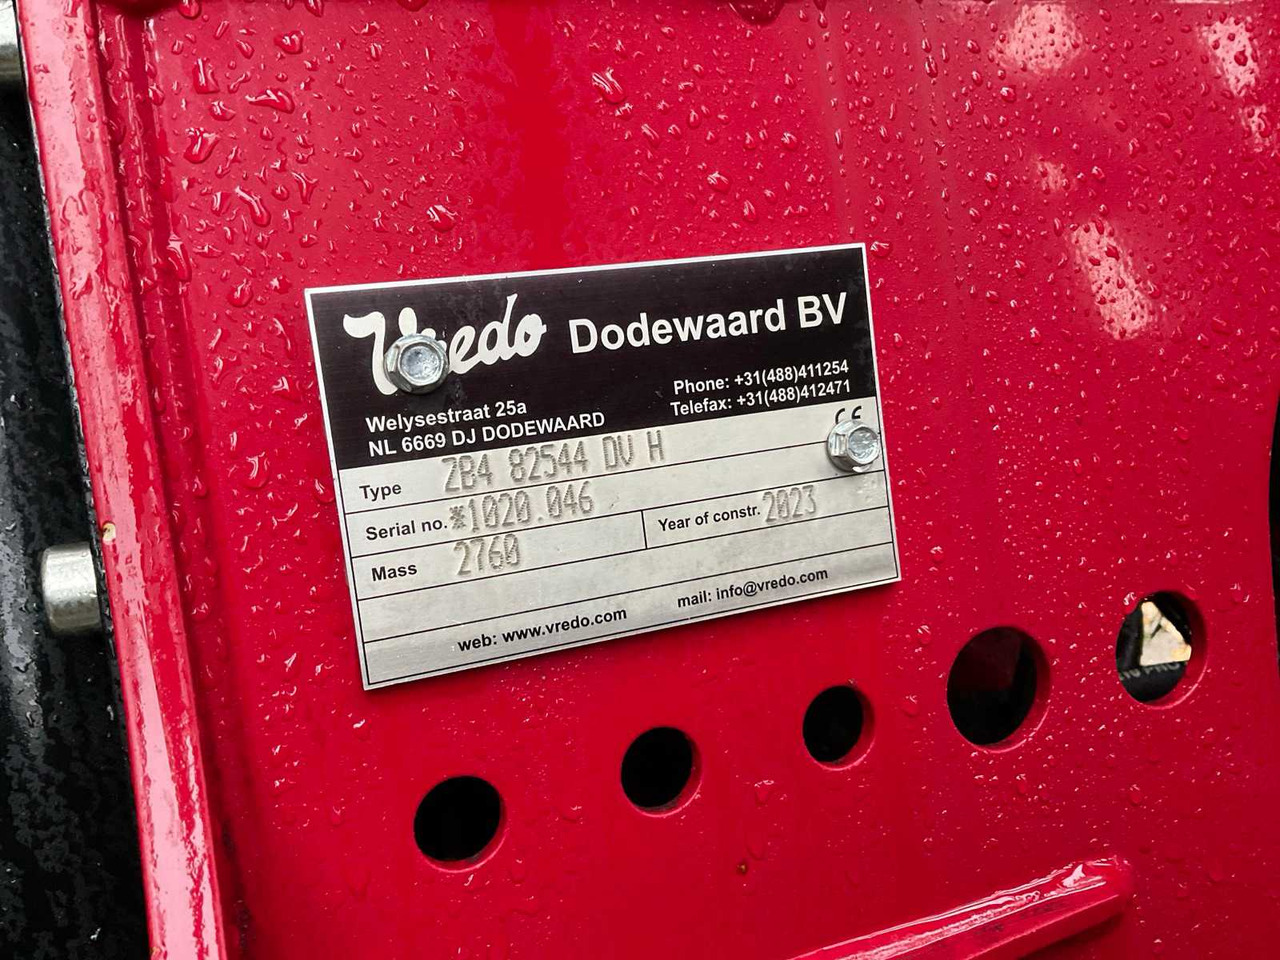 Vredo Dodewaard BV
Phone: +31(488)411254
Telefax: +31(488)412471
Welysestraat 25a
NL 6669 DJ DODEWAARD
CE
Type ZB4 82544 DV H
Serial no. *1020.046
Year of constr. 2023
Mass 2760
web: www.vredo.com mail: info@vredo.com